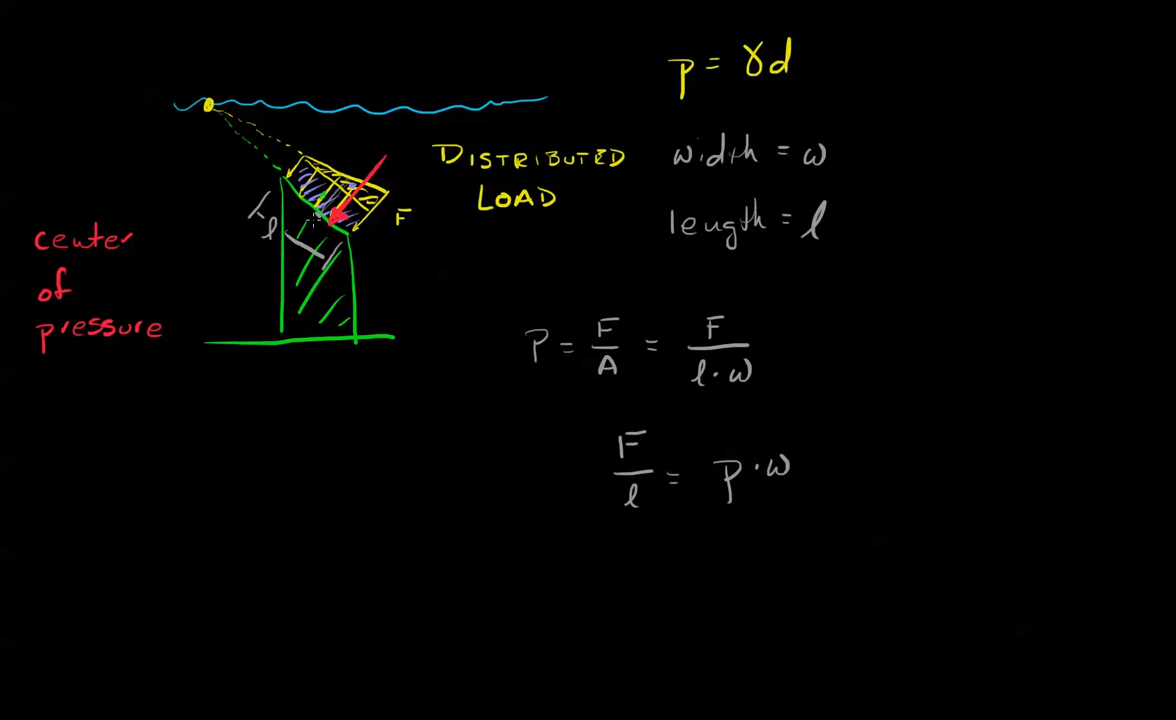 p = γd
DISTRIBUTED
LOAD
width = w
length = l
l
F
center
of
pressure
P = F/A = F/(l · w)
F/l = p · w